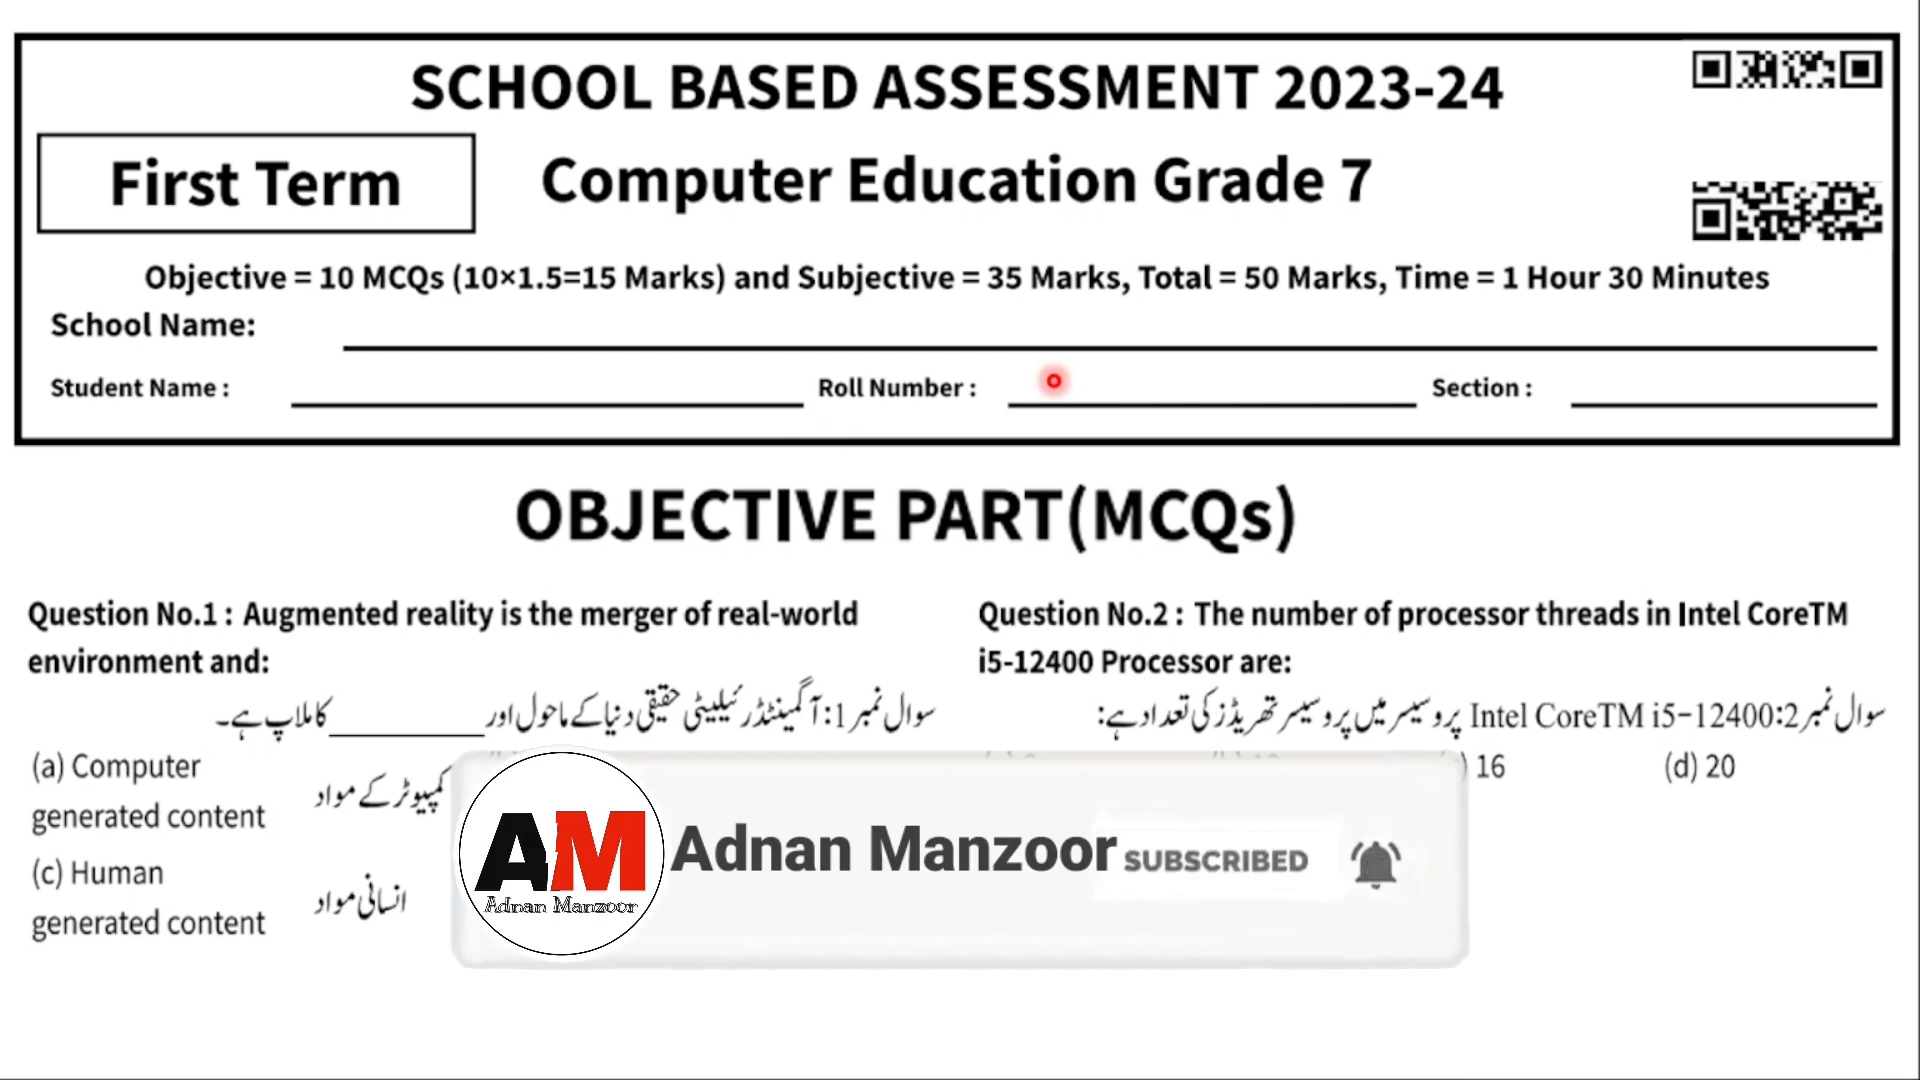 SCHOOL BASED ASSESSMENT 2023-24
First Term
Computer Education Grade 7
Objective = 10 MCQs (10×1.5=15 Marks) and Subjective = 35 Marks, Total = 50 Marks, Time = 1 Hour 30 Minutes
School Name:
Student Name : Roll Number : Section :
OBJECTIVE PART(MCQs)
Question No.1 : Augmented reality is the merger of real-world
environment and:
سوال نمبر 1: آگمینٹڈ رئیلیٹی حقیقی دنیا کے ماحول اور __________ کا ملاپ ہے۔
(a) Computer
generated content
کمپیوٹر کے مواد
(c) Human
generated content
انسانی مواد
Question No.2 : The number of processor threads in Intel CoreTM
i5-12400 Processor are:
سوال نمبر 2: Intel CoreTM i5-12400 پروسیسر میں پروسیسر تھریڈز کی تعداد ہے:
) 16 (d) 20
AM
Adnan Manzoor
Adnan Manzoor SUBSCRIBED